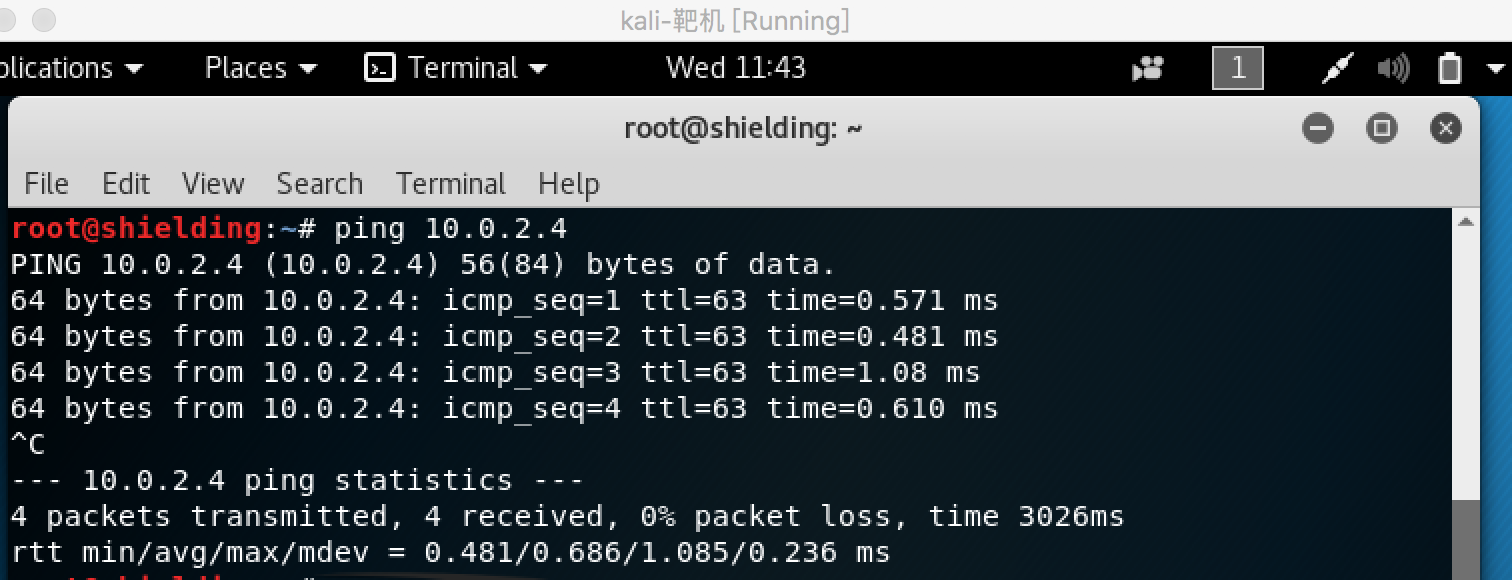 kali-靶机 [Running]
plications Places Terminal Wed 11:43 1
root@shielding: ~
File Edit View Search Terminal Help
root@shielding:~# ping 10.0.2.4
PING 10.0.2.4 (10.0.2.4) 56(84) bytes of data.
64 bytes from 10.0.2.4: icmp_seq=1 ttl=63 time=0.571 ms
64 bytes from 10.0.2.4: icmp_seq=2 ttl=63 time=0.481 ms
64 bytes from 10.0.2.4: icmp_seq=3 ttl=63 time=1.08 ms
64 bytes from 10.0.2.4: icmp_seq=4 ttl=63 time=0.610 ms
^C
--- 10.0.2.4 ping statistics ---
4 packets transmitted, 4 received, 0% packet loss, time 3026ms
rtt min/avg/max/mdev = 0.481/0.686/1.085/0.236 ms